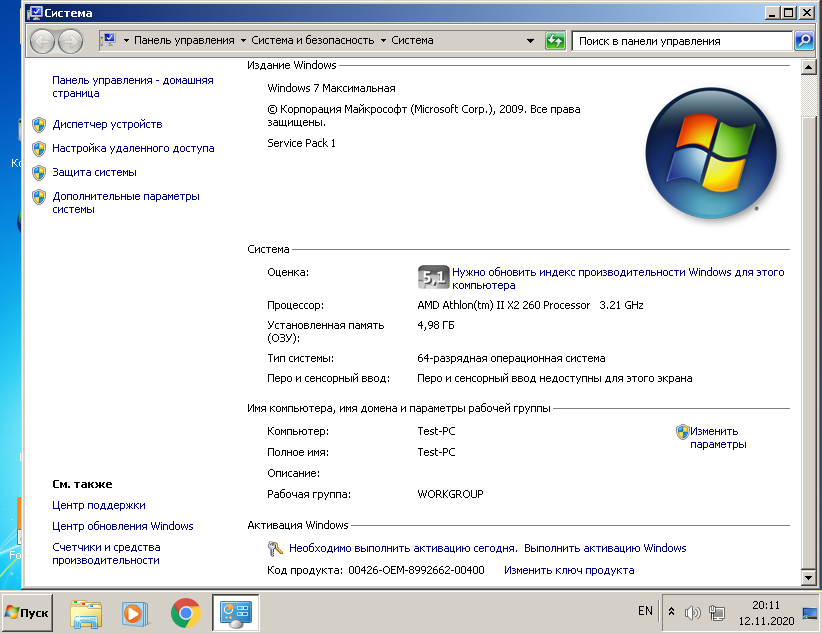 Система
Панель управления
Система и безопасность
Система
Поиск в панели управления
Панель управления - домашняя
страница
Диспетчер устройств
Настройка удаленного доступа
Защита системы
Дополнительные параметры
системы
См. также
Центр поддержки
Центр обновления Windows
Счетчики и средства
производительности
Издание Windows
Windows 7 Максимальная
© Корпорация Майкрософт (Microsoft Corp.), 2009. Все права
защищены.
Service Pack 1
Система
Оценка:
5,1
Нужно обновить индекс производительности Windows для этого
компьютера
Процессор:
AMD Athlon(tm) II X2 260 Processor 3.21 GHz
Установленная память
(ОЗУ):
4,98 ГБ
Тип системы:
64-разрядная операционная система
Перо и сенсорный ввод:
Перо и сенсорный ввод недоступны для этого экрана
Имя компьютера, имя домена и параметры рабочей группы
Компьютер:
Test-PC
Изменить
параметры
Полное имя:
Test-PC
Описание:
Рабочая группа:
WORKGROUP
Активация Windows
Необходимо выполнить активацию сегодня. Выполнить активацию Windows
Код продукта: 00426-OEM-8992662-00400
Изменить ключ продукта
Пуск
EN
20:11
12.11.2020